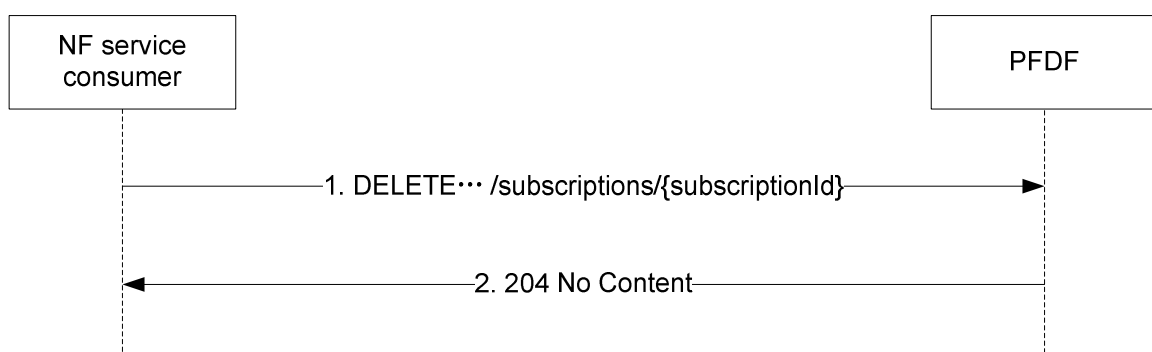 NF service
consumer
PFDF
1. DELETE··· /subscriptions/{subscriptionId}
2. 204 No Content